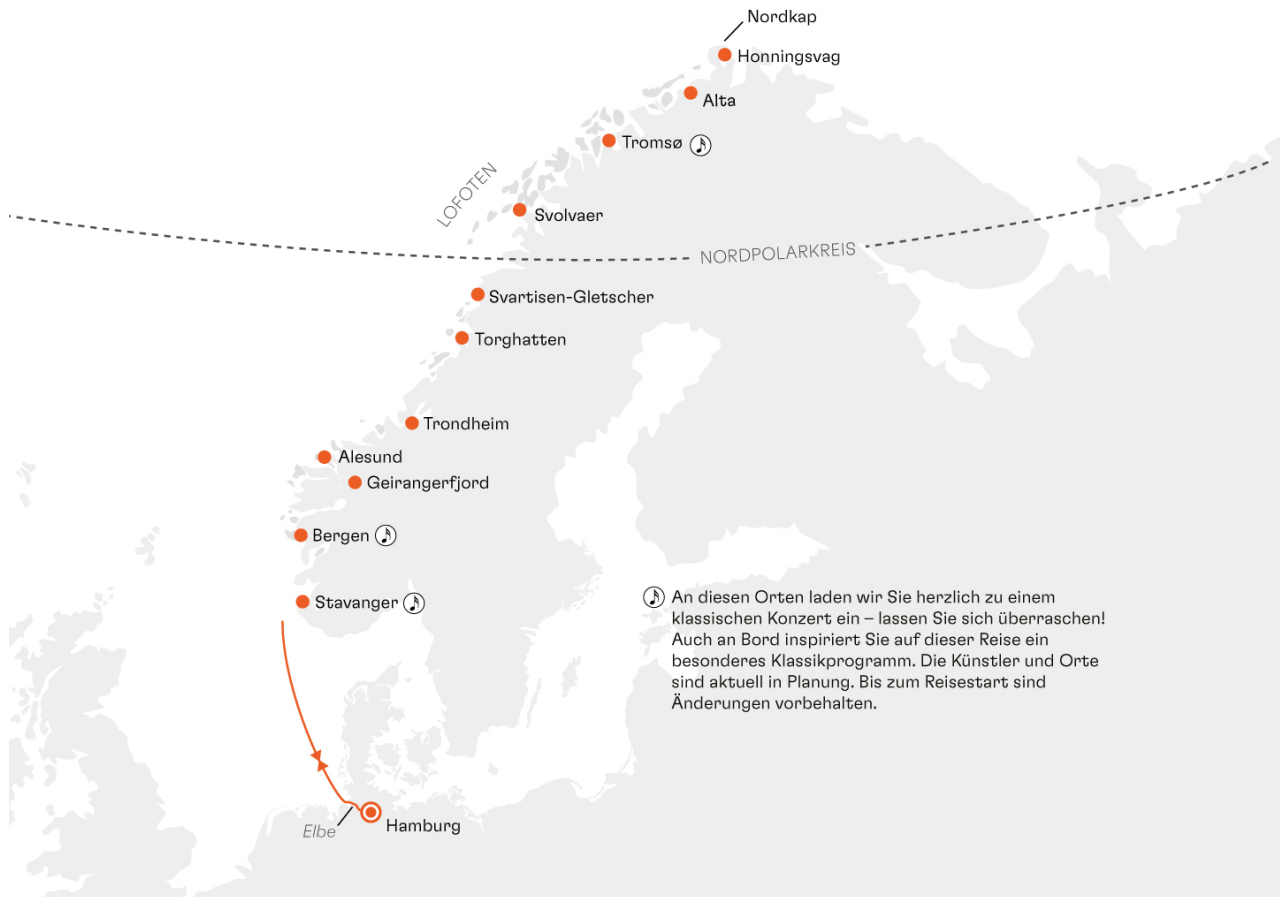 Nordkap
Honningsvag
Alta
Tromsø
LOFOTEN
Svolvaer
NORDPOLARKREIS
Svartisen-Gletscher
Torghatten
Trondheim
Alesund
Geirangerfjord
Bergen
Stavanger
An diesen Orten laden wir Sie herzlich zu einem
klassischen Konzert ein – lassen Sie sich überraschen!
Auch an Bord inspiriert Sie auf dieser Reise ein
besonderes Klassikprogramm. Die Künstler und Orte
sind aktuell in Planung. Bis zum Reisestart sind
Änderungen vorbehalten.
Elbe
Hamburg